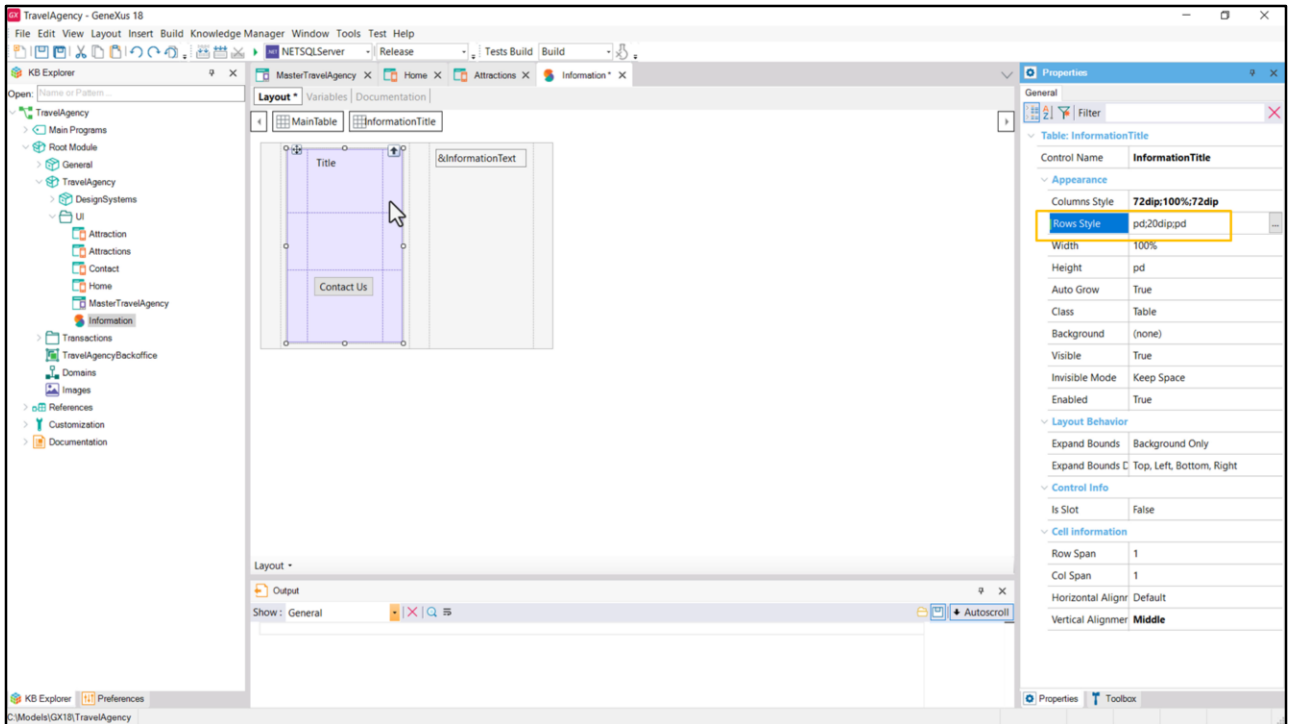 GX TravelAgency - GeneXus 18
File Edit View Layout Insert Build Knowledge Manager Window Tools Test Help
NETSQLServer Release Tests Build Build
KB Explorer
Open: Name or Pattern ...
TravelAgency
Main Programs
Root Module
General
TravelAgency
DesignSystems
UI
Attraction
Attractions
Contact
Home
MasterTravelAgency
Information
Transactions
TravelAgencyBackoffice
Domains
Images
References
Customization
Documentation
KB Explorer Preferences
MasterTravelAgency Home Attractions Information *
Layout * Variables Documentation
MainTable InformationTitle
Title
&InformationText
Contact Us
Layout
Output
Show: General Autoscroll
Properties
General
Filter
Table: InformationTitle
Control Name InformationTitle
Appearance
Columns Style 72dip;100%;72dip
Rows Style pd;20dip;pd ...
Width 100%
Height pd
Auto Grow True
Class Table
Background (none)
Visible True
Invisible Mode Keep Space
Enabled True
Layout Behavior
Expand Bounds Background Only
Expand Bounds D Top, Left, Bottom, Right
Control Info
Is Slot False
Cell information
Row Span 1
Col Span 1
Horizontal Alignr Default
Vertical Alignmer Middle
Properties Toolbox
C:\Models\GX18\TravelAgency